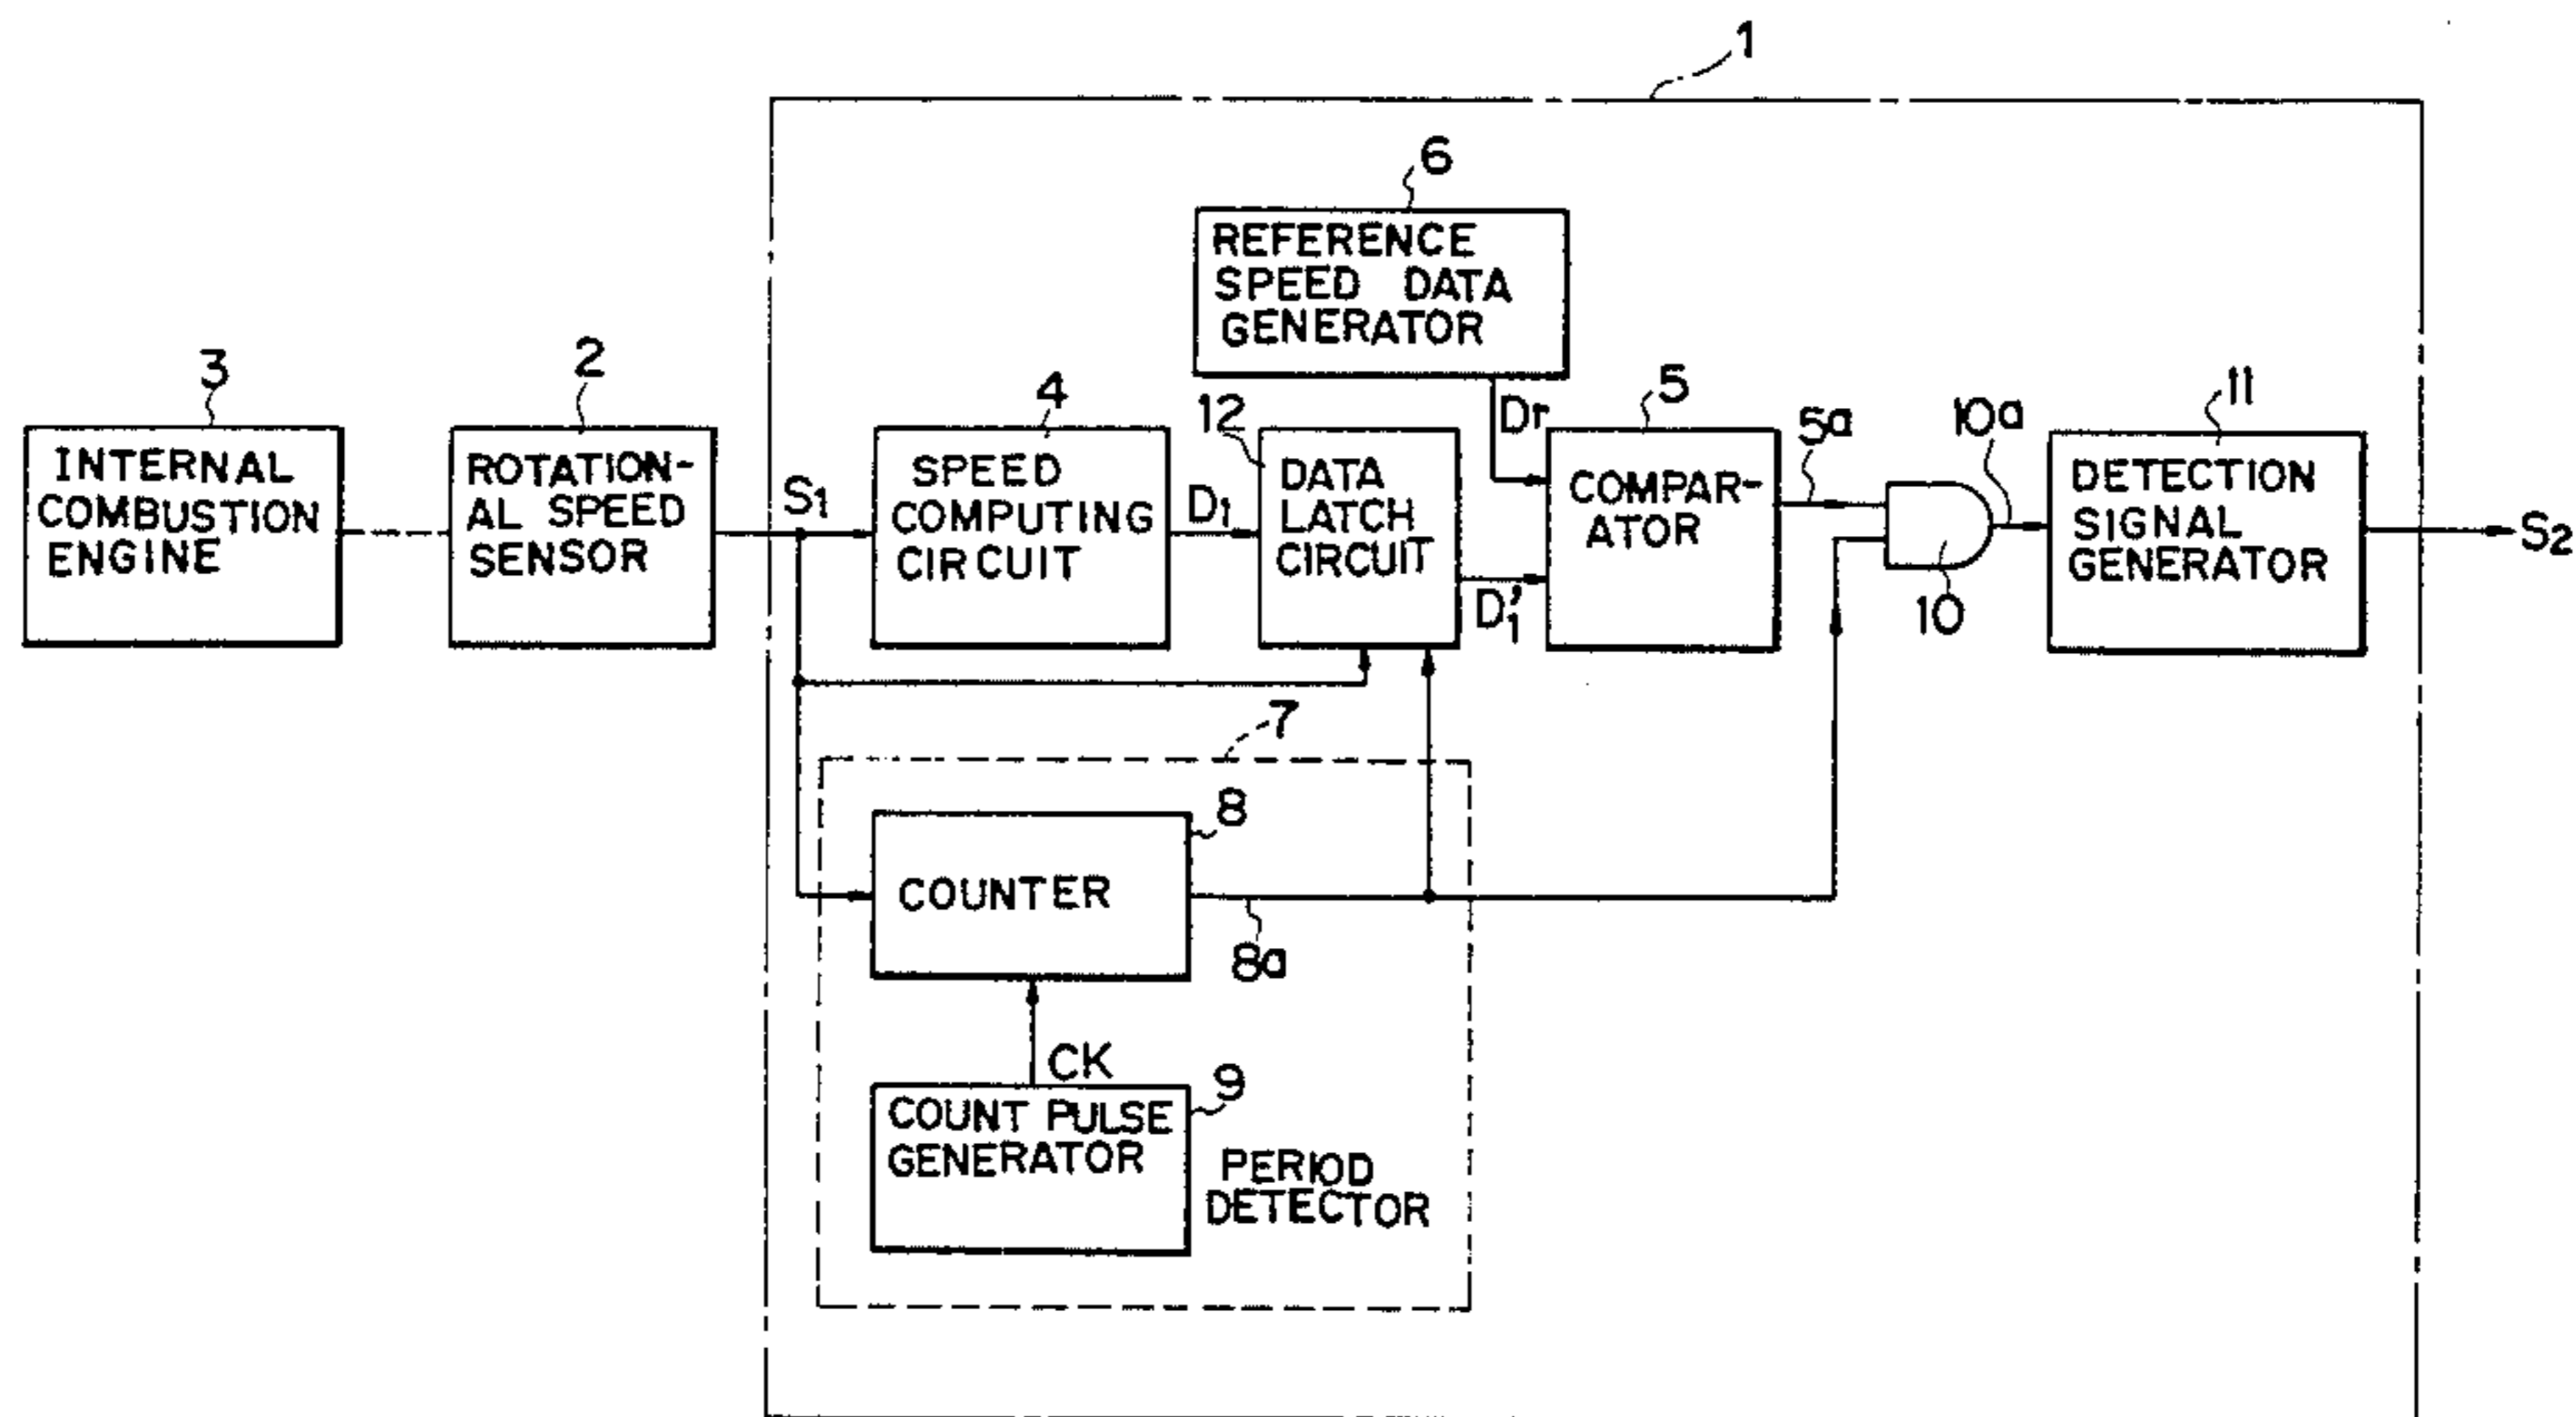 1
6
REFERENCE
SPEED DATA
GENERATOR
3
INTERNAL
COMBUSTION
ENGINE
2
ROTATION-
AL SPEED
SENSOR
S1
4
SPEED
COMPUTING
CIRCUIT
D1
12
DATA
LATCH
CIRCUIT
Dr
D1'
5
COMPAR-
ATOR
5a
10
10a
11
DETECTION
SIGNAL
GENERATOR
S2
7
8
COUNTER
8a
CK
9
COUNT PULSE
GENERATOR
PERIOD
DETECTOR